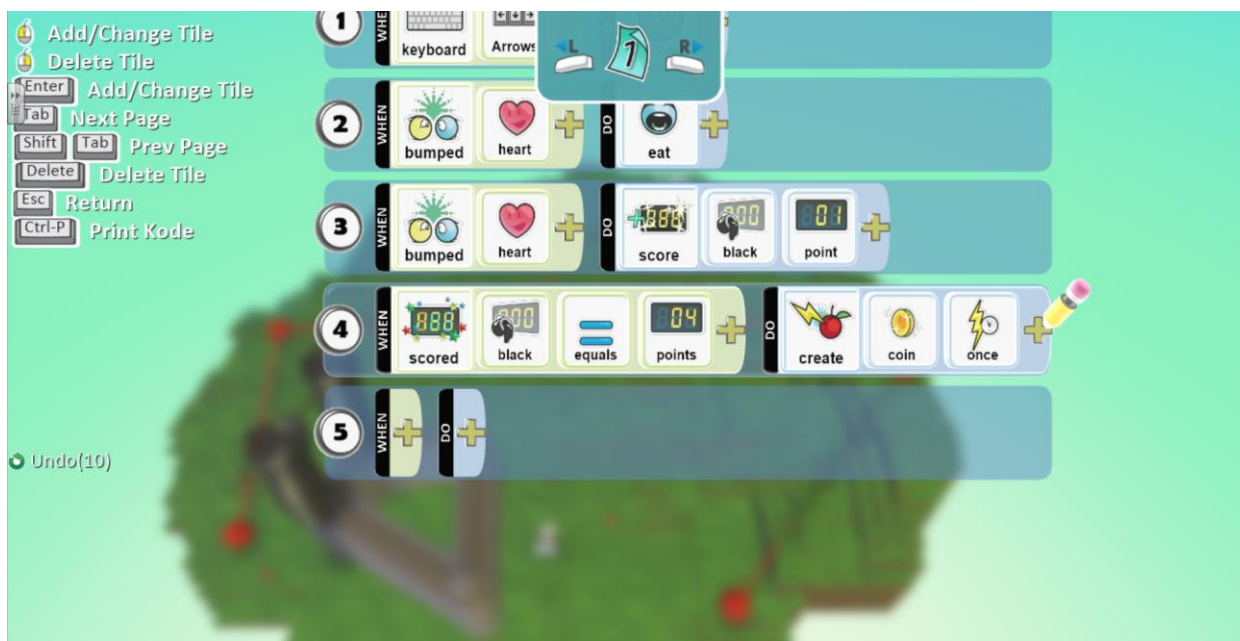 Add/Change Tile
Delete Tile
Enter Add/Change Tile
Tab Next Page
Shift Tab Prev Page
Delete Delete Tile
Esc Return
Ctrl-P Print Kode
Undo(10)
L 1 R
1 WHEN keyboard Arrows
2 WHEN bumped heart DO eat
3 WHEN bumped heart DO score black point 01
4 WHEN scored black equals points 04 DO create coin once
5 WHEN DO